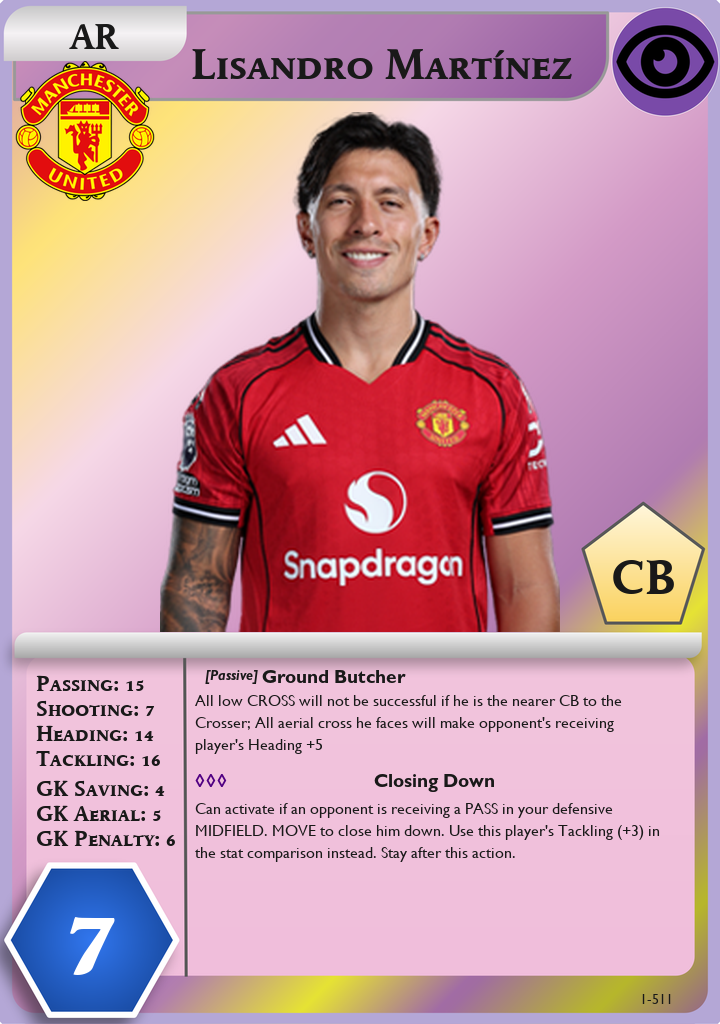 AR
Lisandro Martínez
MANCHESTER
UNITED
Snapdragon
CB
Passing: 15
Shooting: 7
Heading: 14
Tackling: 16
GK Saving: 4
GK Aerial: 5
GK Penalty: 6
7
[Passive] Ground Butcher
All low CROSS will not be successful if he is the nearer CB to the
Crosser; All aerial cross he faces will make opponent's receiving
player's Heading +5
◊◊◊ Closing Down
Can activate if an opponent is receiving a PASS in your defensive
MIDFIELD. MOVE to close him down. Use this player's Tackling (+3) in
the stat comparison instead. Stay after this action.
1-511